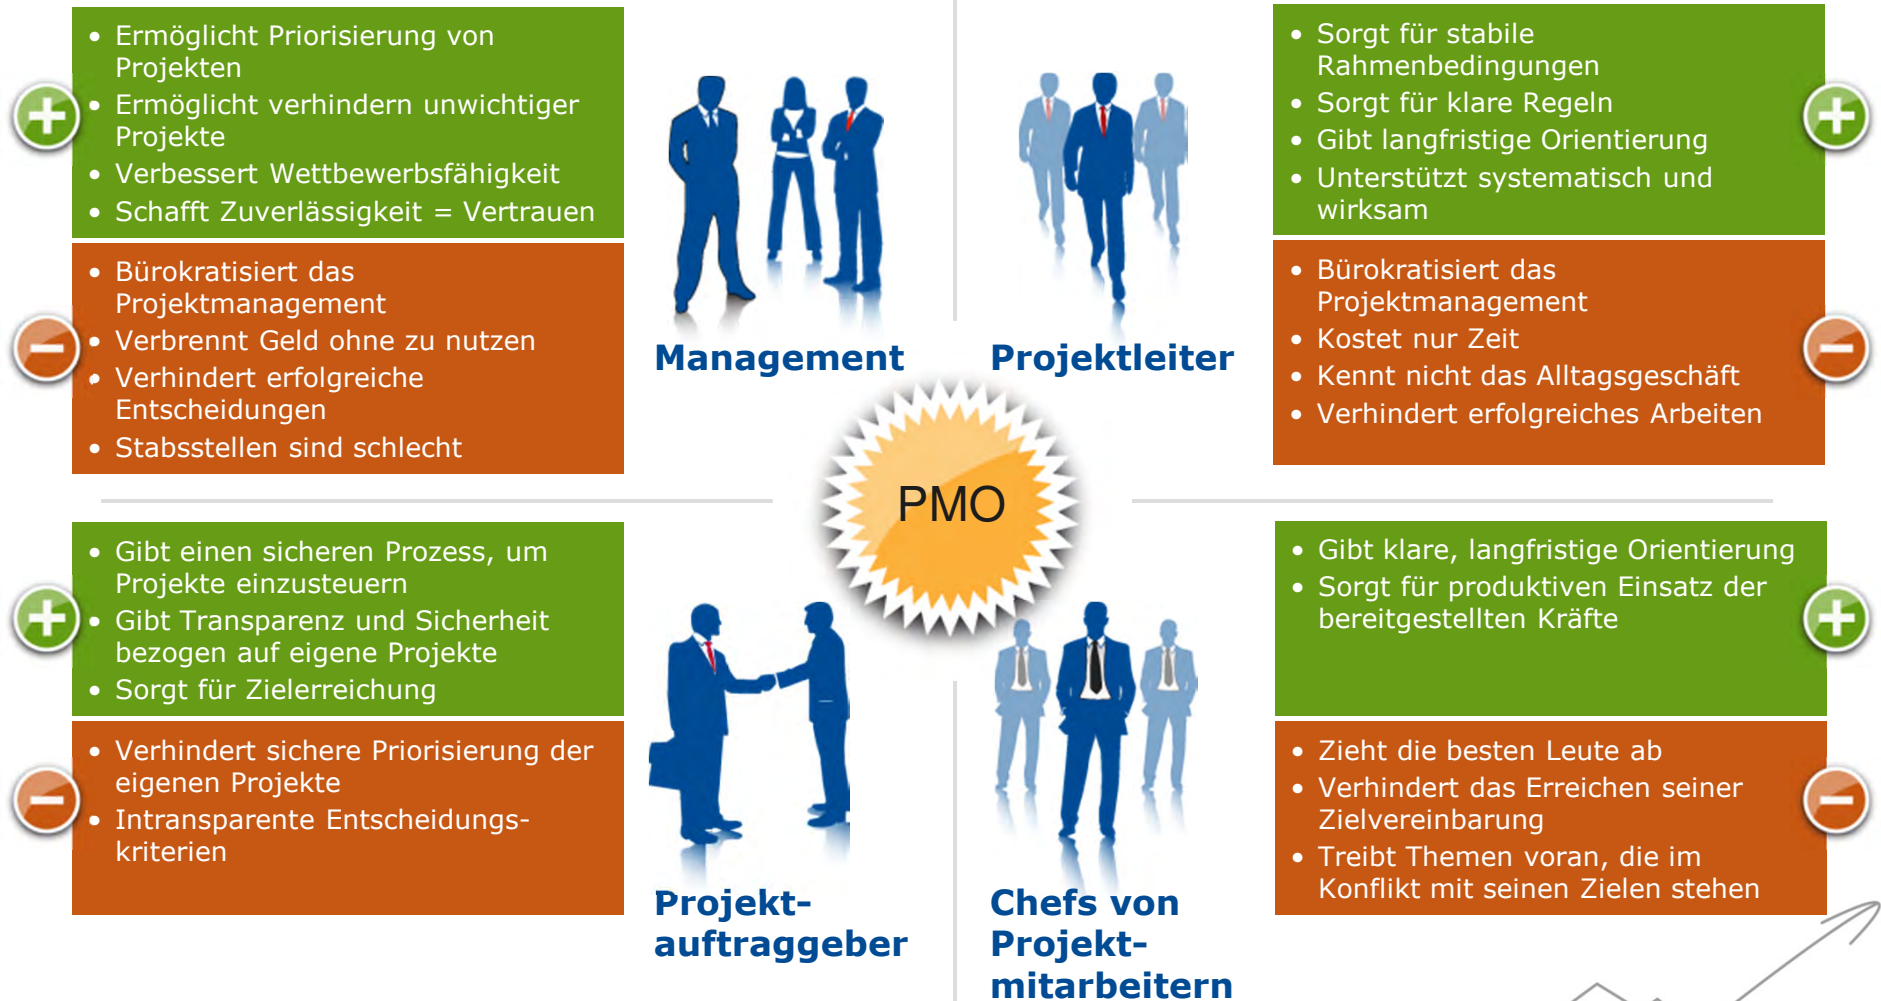 • Ermöglicht Priorisierung von
Projekten
• Ermöglicht verhindern unwichtiger
Projekte
• Verbessert Wettbewerbsfähigkeit
• Schafft Zuverlässigkeit = Vertrauen
• Bürokratisiert das
Projektmanagement
• Verbrennt Geld ohne zu nutzen
• Verhindert erfolgreiche
Entscheidungen
• Stabsstellen sind schlecht
Management
Projektleiter
• Sorgt für stabile
Rahmenbedingungen
• Sorgt für klare Regeln
• Gibt langfristige Orientierung
• Unterstützt systematisch und
wirksam
• Bürokratisiert das
Projektmanagement
• Kostet nur Zeit
• Kennt nicht das Alltagsgeschäft
• Verhindert erfolgreiches Arbeiten
PMO
• Gibt einen sicheren Prozess, um
Projekte einzusteuern
• Gibt Transparenz und Sicherheit
bezogen auf eigene Projekte
• Sorgt für Zielerreichung
• Verhindert sichere Priorisierung der
eigenen Projekte
• Intransparente Entscheidungs-
kriterien
Projekt-
auftraggeber
Chefs von
Projekt-
mitarbeitern
• Gibt klare, langfristige Orientierung
• Sorgt für produktiven Einsatz der
bereitgestellten Kräfte
• Zieht die besten Leute ab
• Verhindert das Erreichen seiner
Zielvereinbarung
• Treibt Themen voran, die im
Konflikt mit seinen Zielen stehen